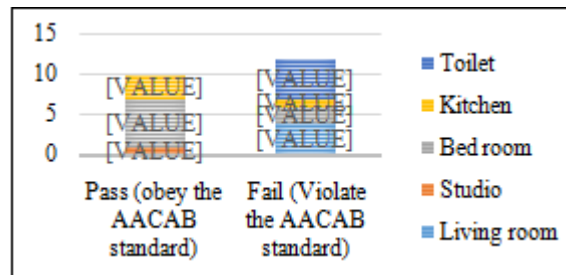 15
10
5
0
[VALUE]
[VALUE]
[VALUE]
[VALUE]
[VALUE]
[VALUE]
[VALUE]
Pass (obey the
AACAB
standard)
Fail (Violate
the AACAB
standard)
Toilet
Kitchen
Bed room
Studio
Living room